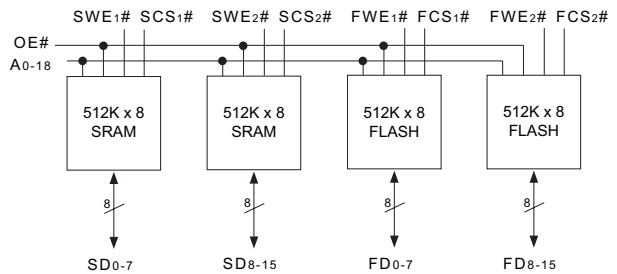 SWE1# SCS1# SWE2# SCS2# FWE1# FCS1# FWE2# FCS2#
OE#
A0-18
512K x 8 512K x 8 512K x 8 512K x 8
SRAM SRAM FLASH FLASH
8 8 8 8
SD0-7 SD8-15 FD0-7 FD8-15